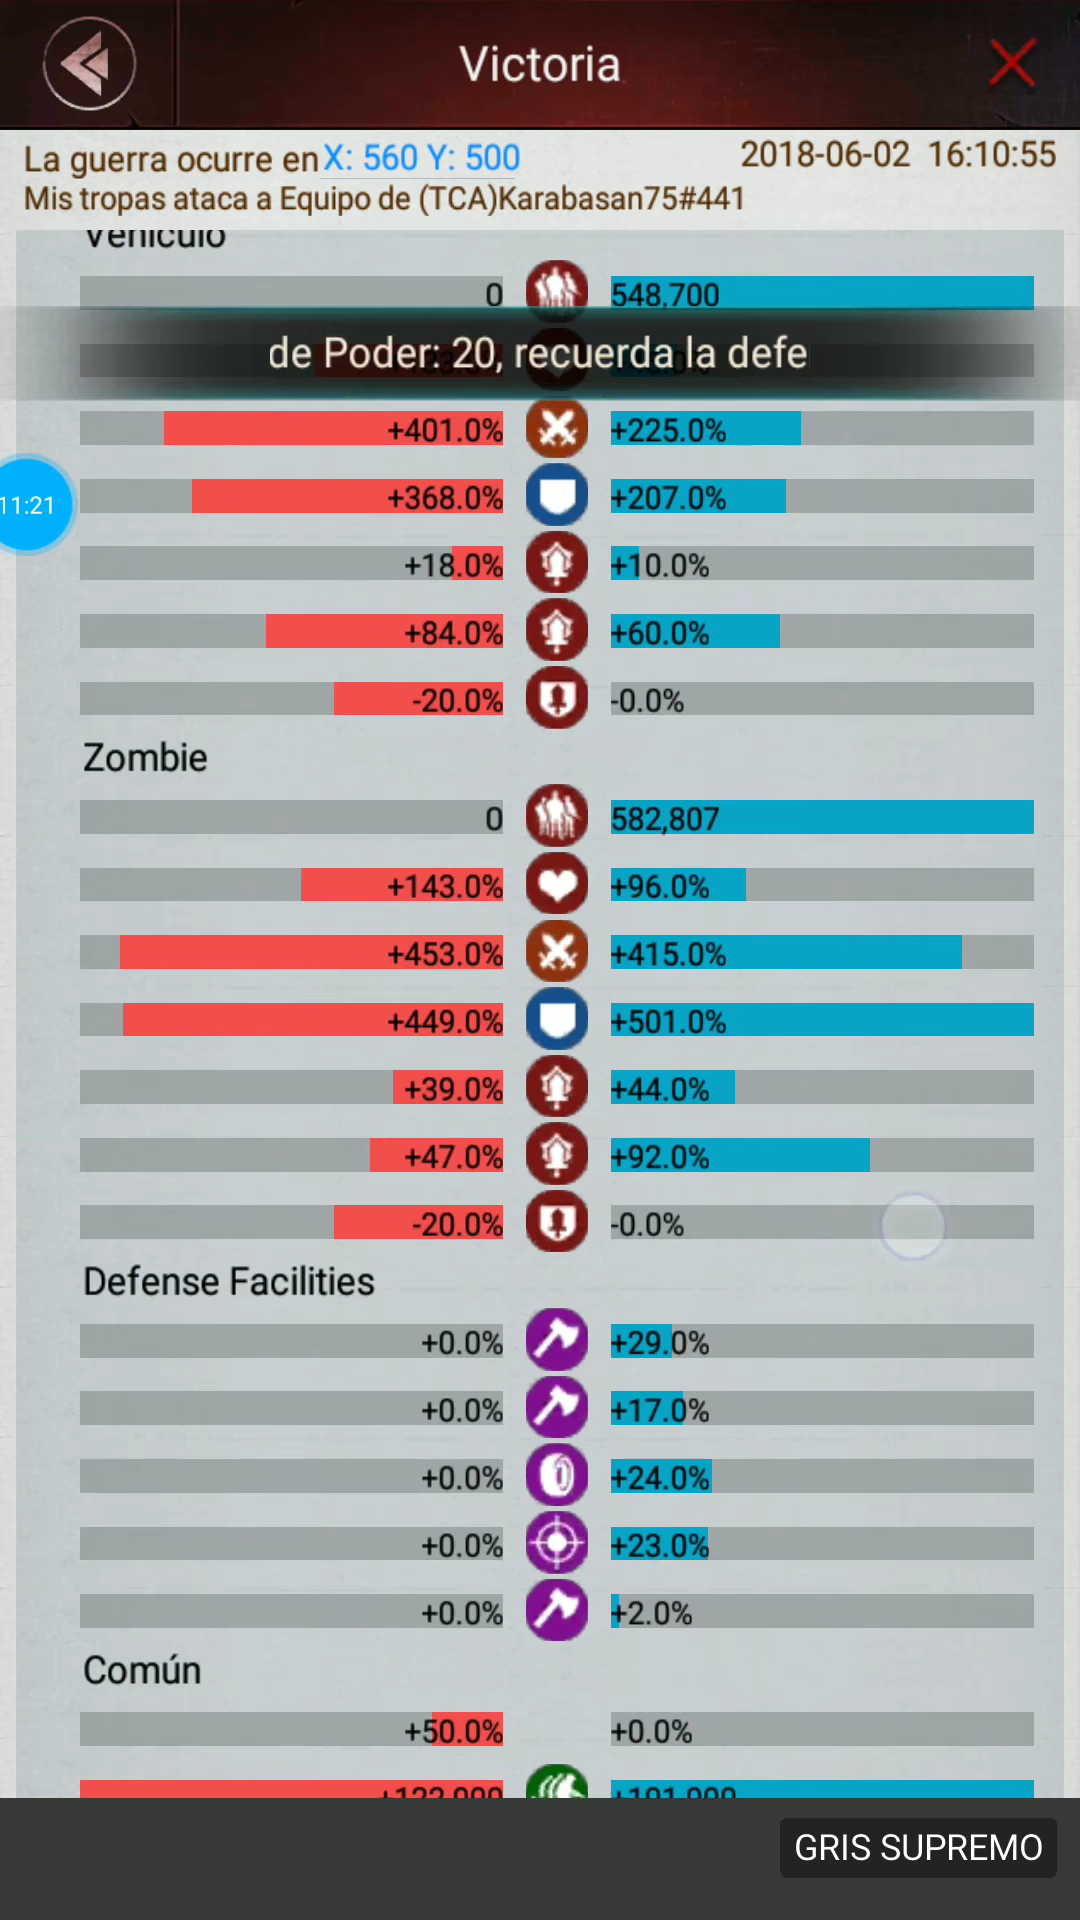 Victoria
La guerra ocurre en X: 560 Y: 500 2018-06-02 16:10:55
Mis tropas ataca a Equipo de (TCA)Karabasan75#441
Vehículo
0 548,700
de Poder: 20, recuerda la defe
+401.0% +225.0%
11:21
+368.0% +207.0%
+18.0% +10.0%
+84.0% +60.0%
-20.0% -0.0%
Zombie
0 582,807
+143.0% +96.0%
+453.0% +415.0%
+449.0% +501.0%
+39.0% +44.0%
+47.0% +92.0%
-20.0% -0.0%
Defense Facilities
+0.0% +29.0%
+0.0% +17.0%
+0.0% +24.0%
+0.0% +23.0%
+0.0% +2.0%
Común
+50.0% +0.0%
GRIS SUPREMO